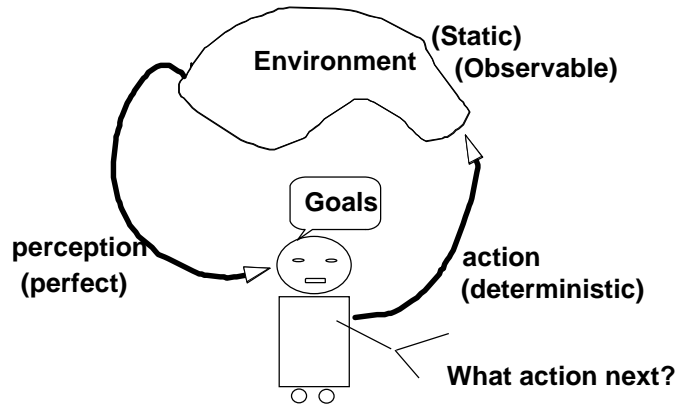 Environment
(Static)
(Observable)
Goals
perception
(perfect)
action
(deterministic)
What action next?